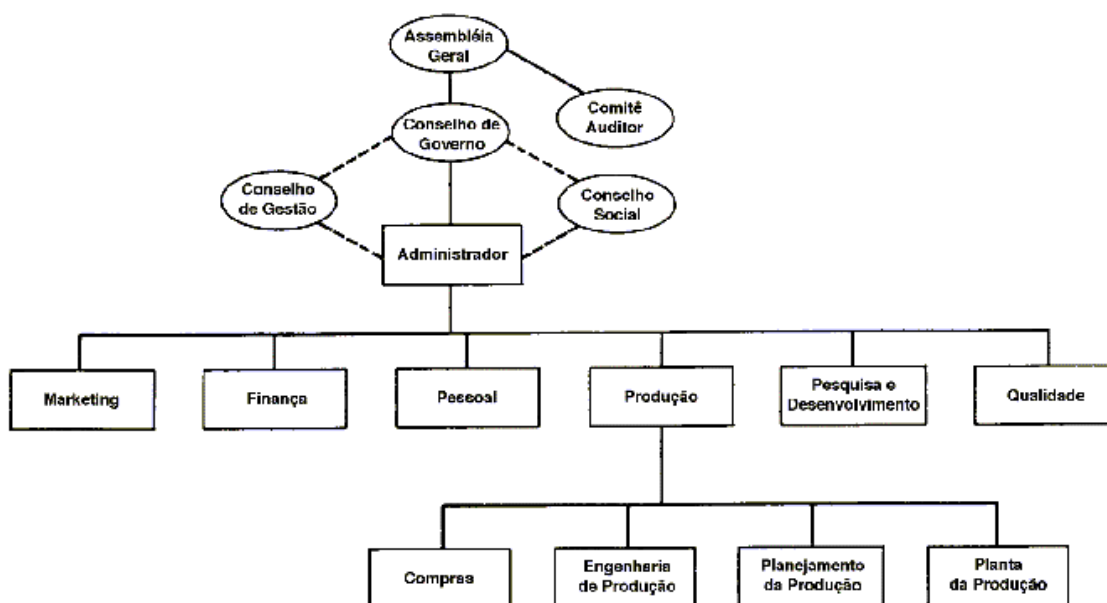 Assembléia
Geral
Comitê
Auditor
Conselho de
Governo
Conselho
de Gestão
Conselho
Social
Administrador
Marketing
Finança
Pessoal
Produção
Pesquisa e
Desenvolvimento
Qualidade
Compras
Engenharia
de Produção
Planejamento
da Produção
Planta
da Produção